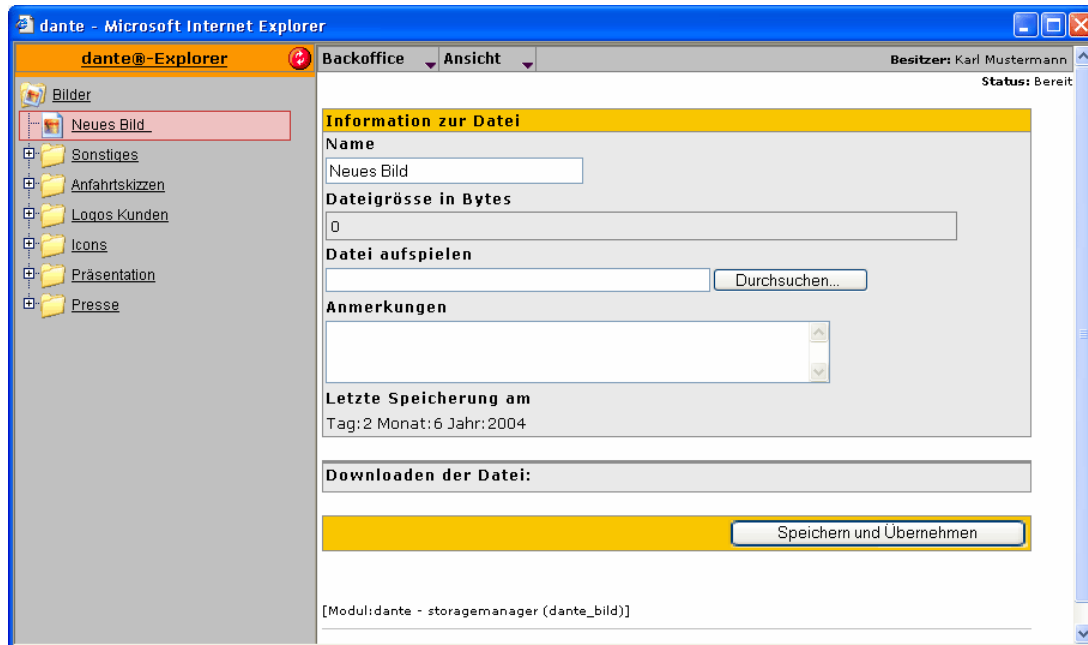 dante - Microsoft Internet Explorer
dante®-Explorer
Backoffice Ansicht
Besitzer: Karl Mustermann
Status: Bereit
Bilder
Neues Bild
Sonstiges
Anfahrtskizzen
Logos Kunden
Icons
Präsentation
Presse
Information zur Datei
Name
Neues Bild
Dateigrösse in Bytes
0
Datei aufspielen
Durchsuchen...
Anmerkungen
Letzte Speicherung am
Tag:2 Monat:6 Jahr:2004
Downloaden der Datei:
Speichern und Übernehmen
[Modul:dante - storagemanager (dante_bild)]